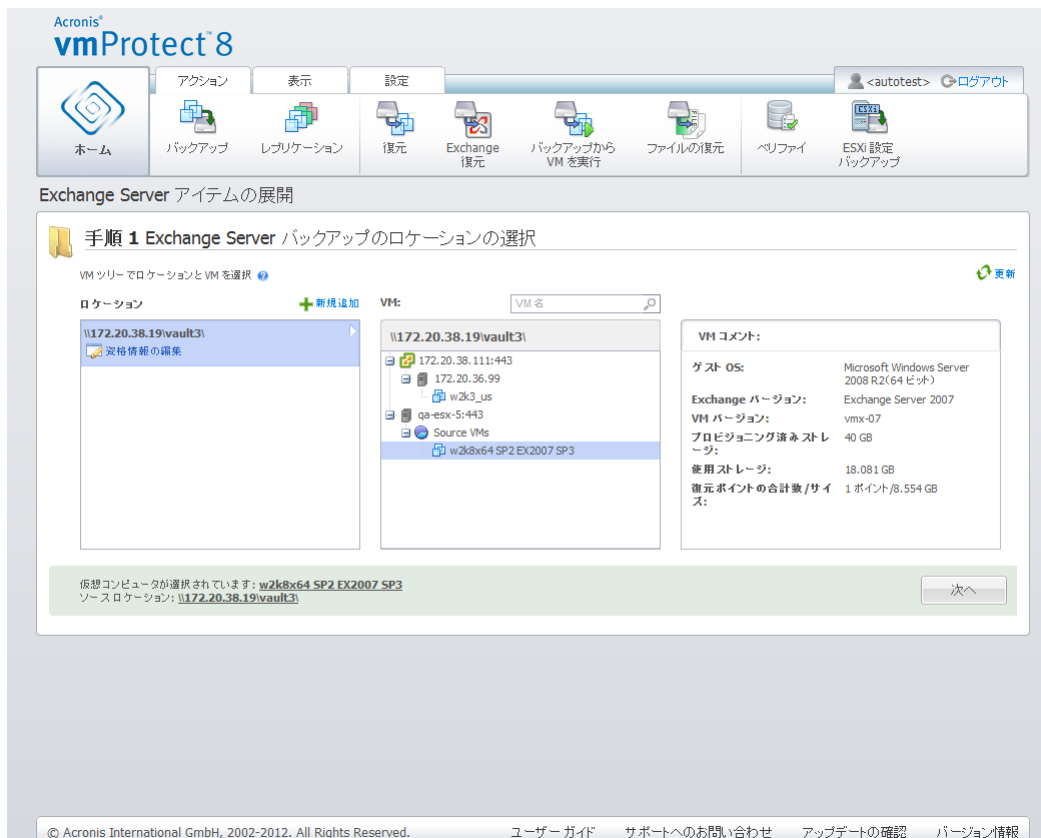 Acronis®
vmProtect™8
アクション
表示
設定
<autotest>
ログアウト
ホーム
バックアップ
レプリケーション
復元
Exchange
復元
バックアップから
VM を実行
ファイルの復元
ベリファイ
ESXi
ESXi 設定
バックアップ
Exchange Server アイテムの展開
手順 1 Exchange Server バックアップのロケーションの選択
VM ツリーでロケーションと VM を選択
更新
ロケーション
新規追加
VM:
VM 名
\\172.20.38.19\vault3\
資格情報の編集
\\172.20.38.19\vault3\
172.20.38.111:443
172.20.36.99
w2k3_us
qa-esx-5:443
Source VMs
w2k8x64 SP2 EX2007 SP3
VM コメント:
ゲスト OS: Microsoft Windows Server
2008 R2(64 ビット)
Exchange バージョン: Exchange Server 2007
VM バージョン: vmx-07
プロビジョニング済みストレ 40 GB
ージ:
使用ストレージ: 18.081 GB
復元ポイントの合計数/サイ 1 ポイント/8.554 GB
ズ:
仮想コンピュータが選択されています: w2k8x64 SP2 EX2007 SP3
ソースロケーション: \\172.20.38.19\vault3\
次へ
© Acronis International GmbH, 2002-2012. All Rights Reserved.
ユーザー ガイド
サポートへのお問い合わせ
アップデートの確認
バージョン情報